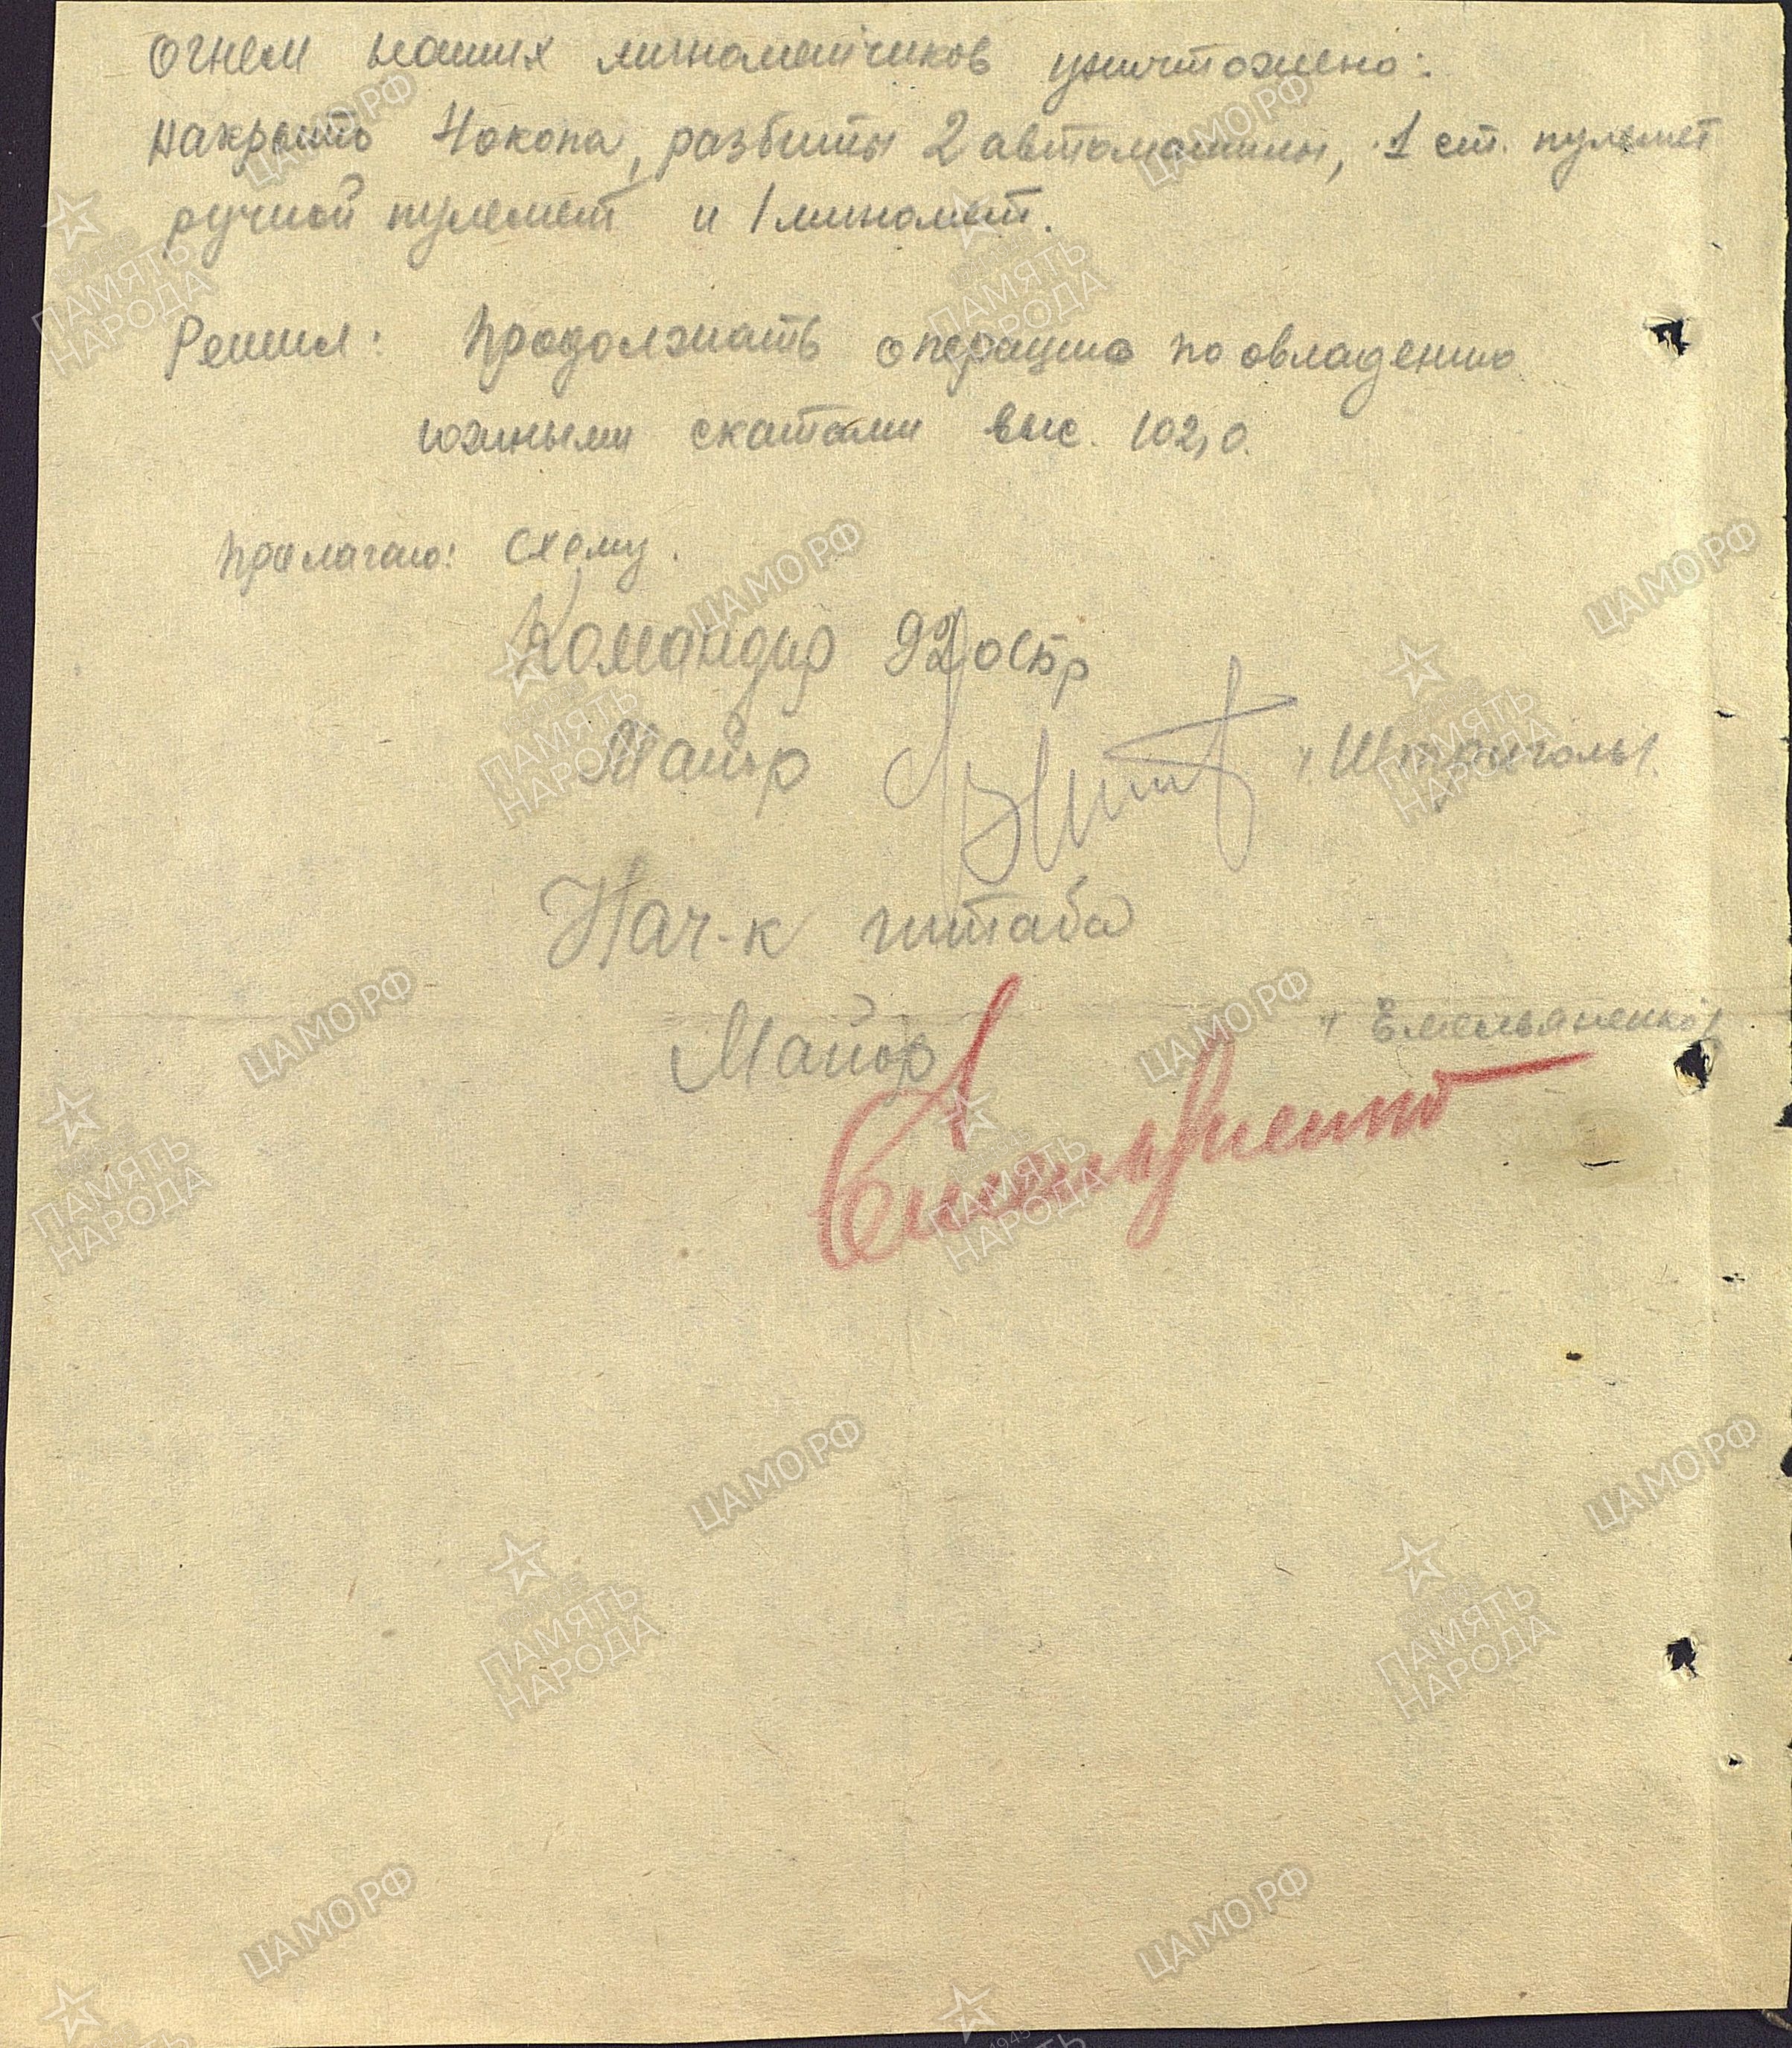 Огнем наших минометчиков уничтожено:
Накрыто 4 окопа, разбиты 2 автомашины, 1 ст. пулемет
ручной пулемет и 1 миномет.
Решил: Продолжать операцию по овладению
южными скатами выс. 102,0.
Прилагаю: Схему.
Командир 92 осбр
Майор /Штриголь/.
Нач-к штаба
Майор /Емельяненко/
Емельяненко